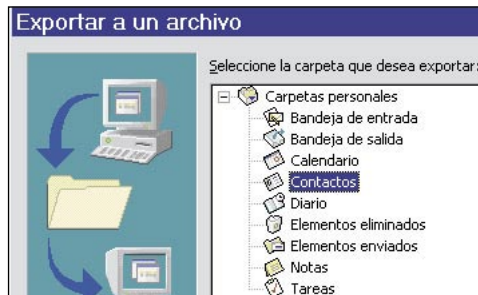 Exportar a un archivo
Seleccione la carpeta que desea exportar:
Carpetas personales
Bandeja de entrada
Bandeja de salida
Calendario
Contactos
Diario
Elementos eliminados
Elementos enviados
Notas
Tareas